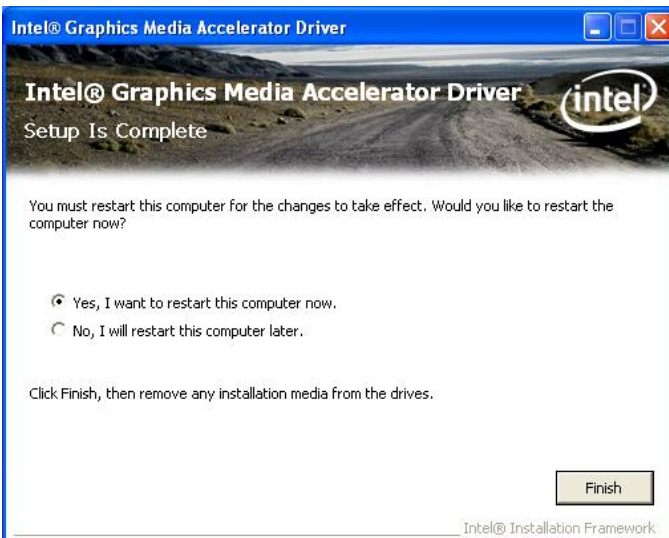 Intel® Graphics Media Accelerator Driver
Intel® Graphics Media Accelerator Driver
intel
Setup Is Complete
You must restart this computer for the changes to take effect. Would you like to restart the
computer now?
Yes, I want to restart this computer now.
No, I will restart this computer later.
Click Finish, then remove any installation media from the drives.
Finish
Intel® Installation Framework